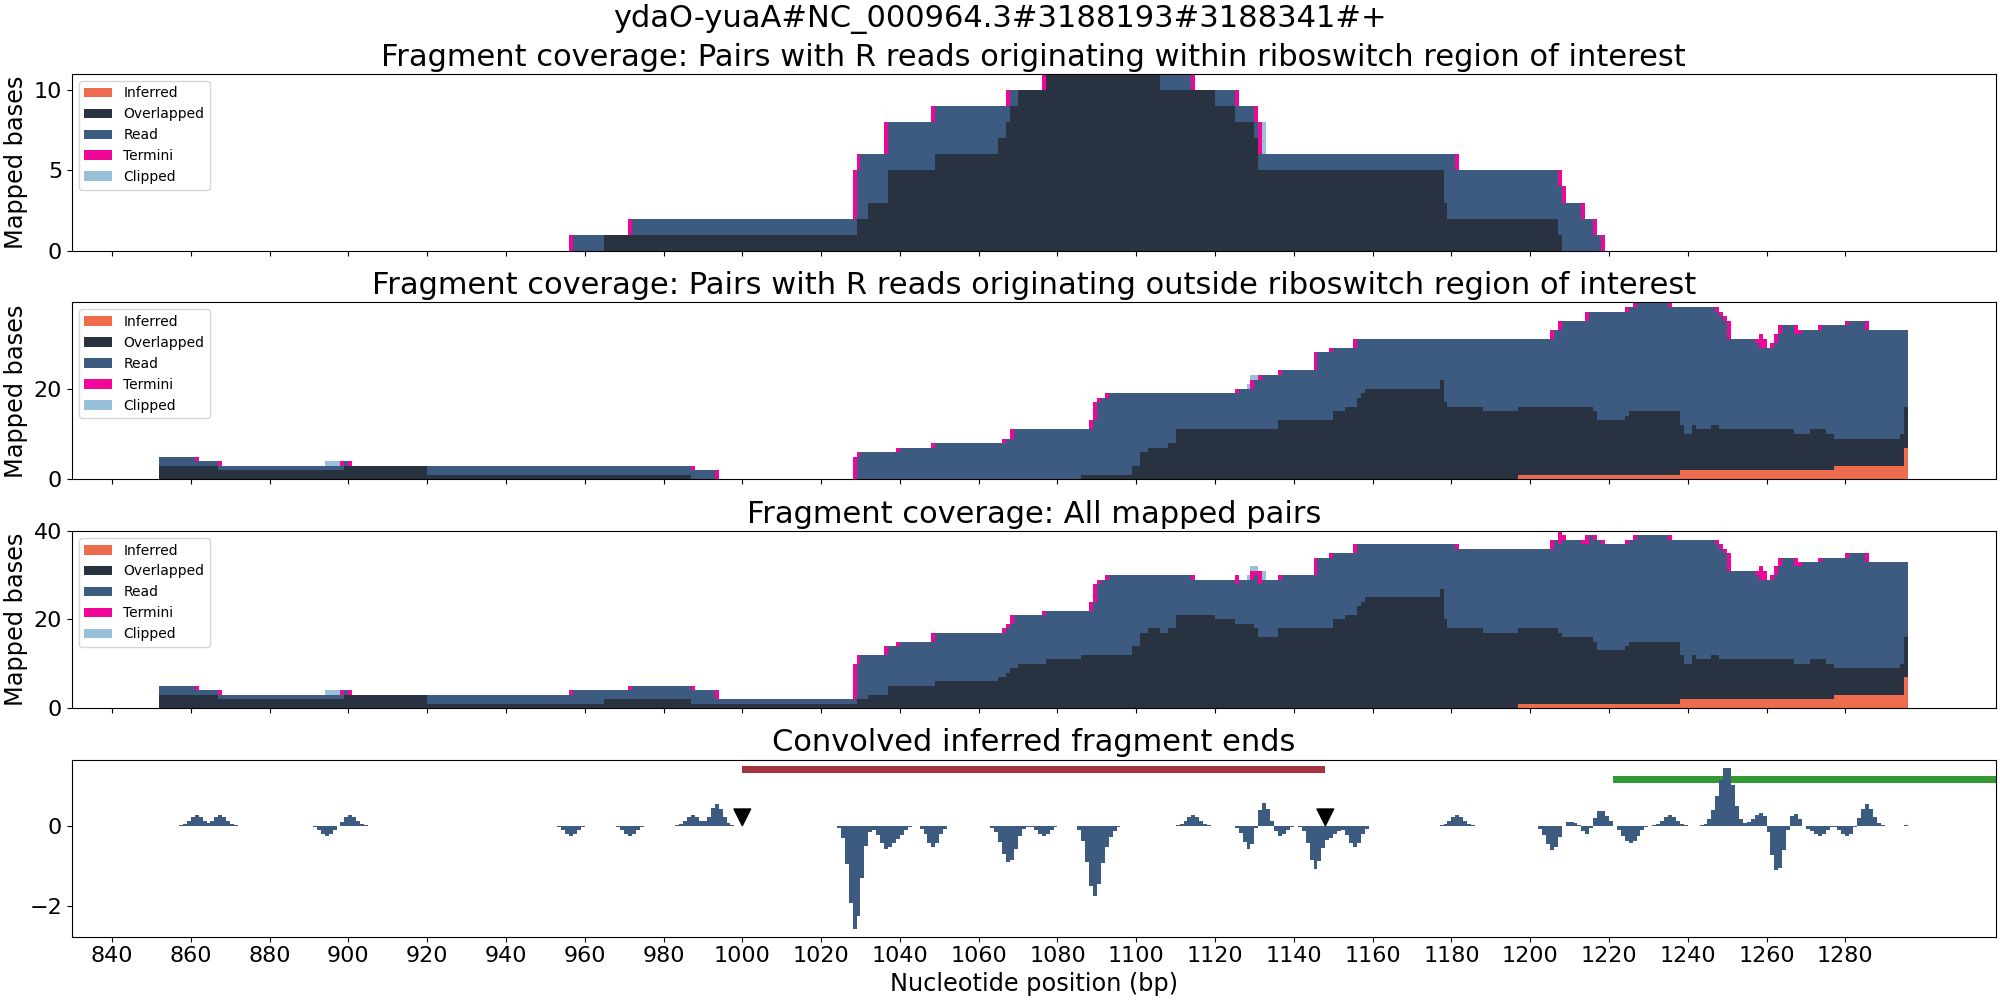 ydaO-yuaA#NC_000964.3#3188193#3188341#+
Fragment coverage: Pairs with R reads originating within riboswitch region of interest
Mapped bases
10
5
0
Inferred
Overlapped
Read
Termini
Clipped
Fragment coverage: Pairs with R reads originating outside riboswitch region of interest
Mapped bases
20
0
Inferred
Overlapped
Read
Termini
Clipped
Fragment coverage: All mapped pairs
Mapped bases
40
20
0
Inferred
Overlapped
Read
Termini
Clipped
Convolved inferred fragment ends
0
−2
840 860 880 900 920 940 960 980 1000 1020 1040 1060 1080 1100 1120 1140 1160 1180 1200 1220 1240 1260 1280
Nucleotide position (bp)